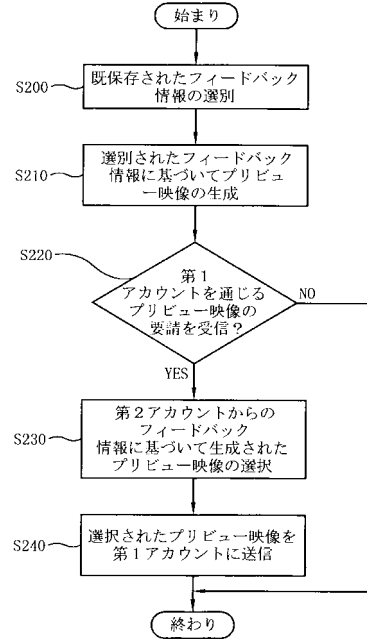 始まり
S200
既保存されたフィードバック
情報の選別
S210
選別されたフィードバック
情報に基づいてプリビュ
ー映像の生成
S220
第１
アカウントを通じる
プリビュー映像の
要請を受信？
NO
YES
S230
第２アカウントからの
フィードバック
情報に基づいて生成された
プリビュー映像の選択
S240
選択されたプリビュー映像を
第１アカウントに送信
終わり